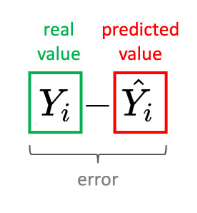 real value
predicted value
Yᵢ − Ŷᵢ
error